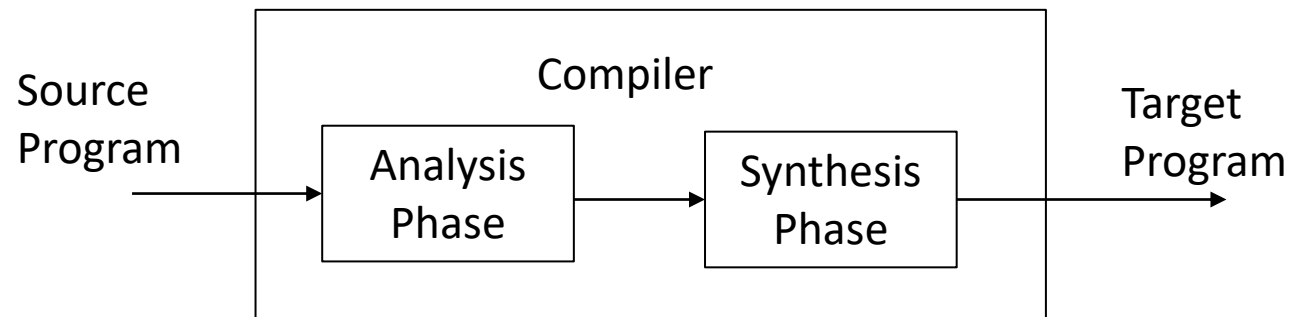 Compiler
Source
Program
Analysis
Phase
Synthesis
Phase
Target
Program